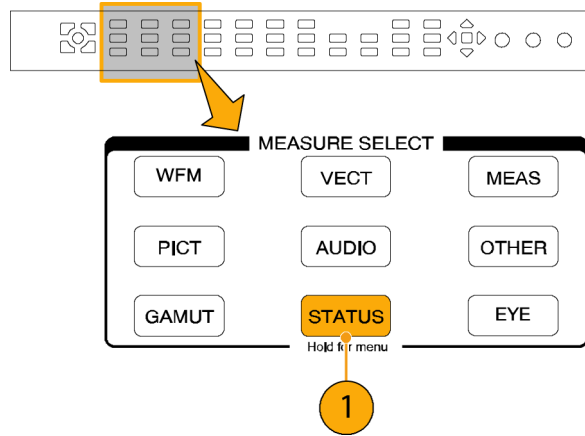 MEASURE SELECT
WFM VECT MEAS
PICT AUDIO OTHER
GAMUT STATUS EYE
Hold for menu
1